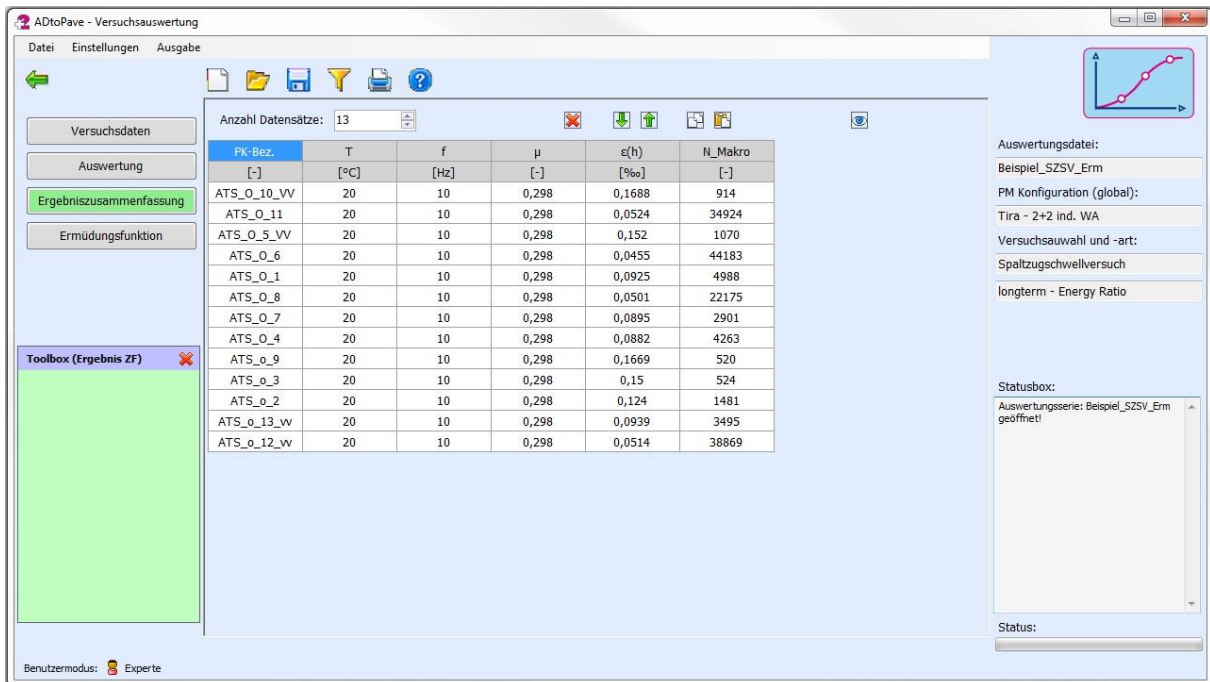 ADtoPave - Versuchsauswertung
Datei Einstellungen Ausgabe
Versuchsdaten
Auswertung
Ergebniszusammenfassung
Ermüdungsfunktion
Toolbox (Ergebnis ZF)
Anzahl Datensätze: 13
PK-Bez. T f µ ε(h) N_Makro
[-] [°C] [Hz] [-] [‰] [-]
ATS_O_10_VV 20 10 0,298 0,1688 914
ATS_O_11 20 10 0,298 0,0524 34924
ATS_O_5_VV 20 10 0,298 0,152 1070
ATS_O_6 20 10 0,298 0,0455 44183
ATS_O_1 20 10 0,298 0,0925 4988
ATS_O_8 20 10 0,298 0,0501 22175
ATS_O_7 20 10 0,298 0,0895 2901
ATS_O_4 20 10 0,298 0,0882 4263
ATS_o_9 20 10 0,298 0,1669 520
ATS_o_3 20 10 0,298 0,15 524
ATS_o_2 20 10 0,298 0,124 1481
ATS_o_13_vv 20 10 0,298 0,0939 3495
ATS_o_12_vv 20 10 0,298 0,0514 38869
Auswertungsdatei:
Beispiel_SZSV_Erm
PM Konfiguration (global):
Tira - 2+2 ind. WA
Versuchsauwahl und -art:
Spaltzugschwellversuch
longterm - Energy Ratio
Statusbox:
Auswertungsserie: Beispiel_SZSV_Erm
geöffnet!
Status:
Benutzermodus: Experte